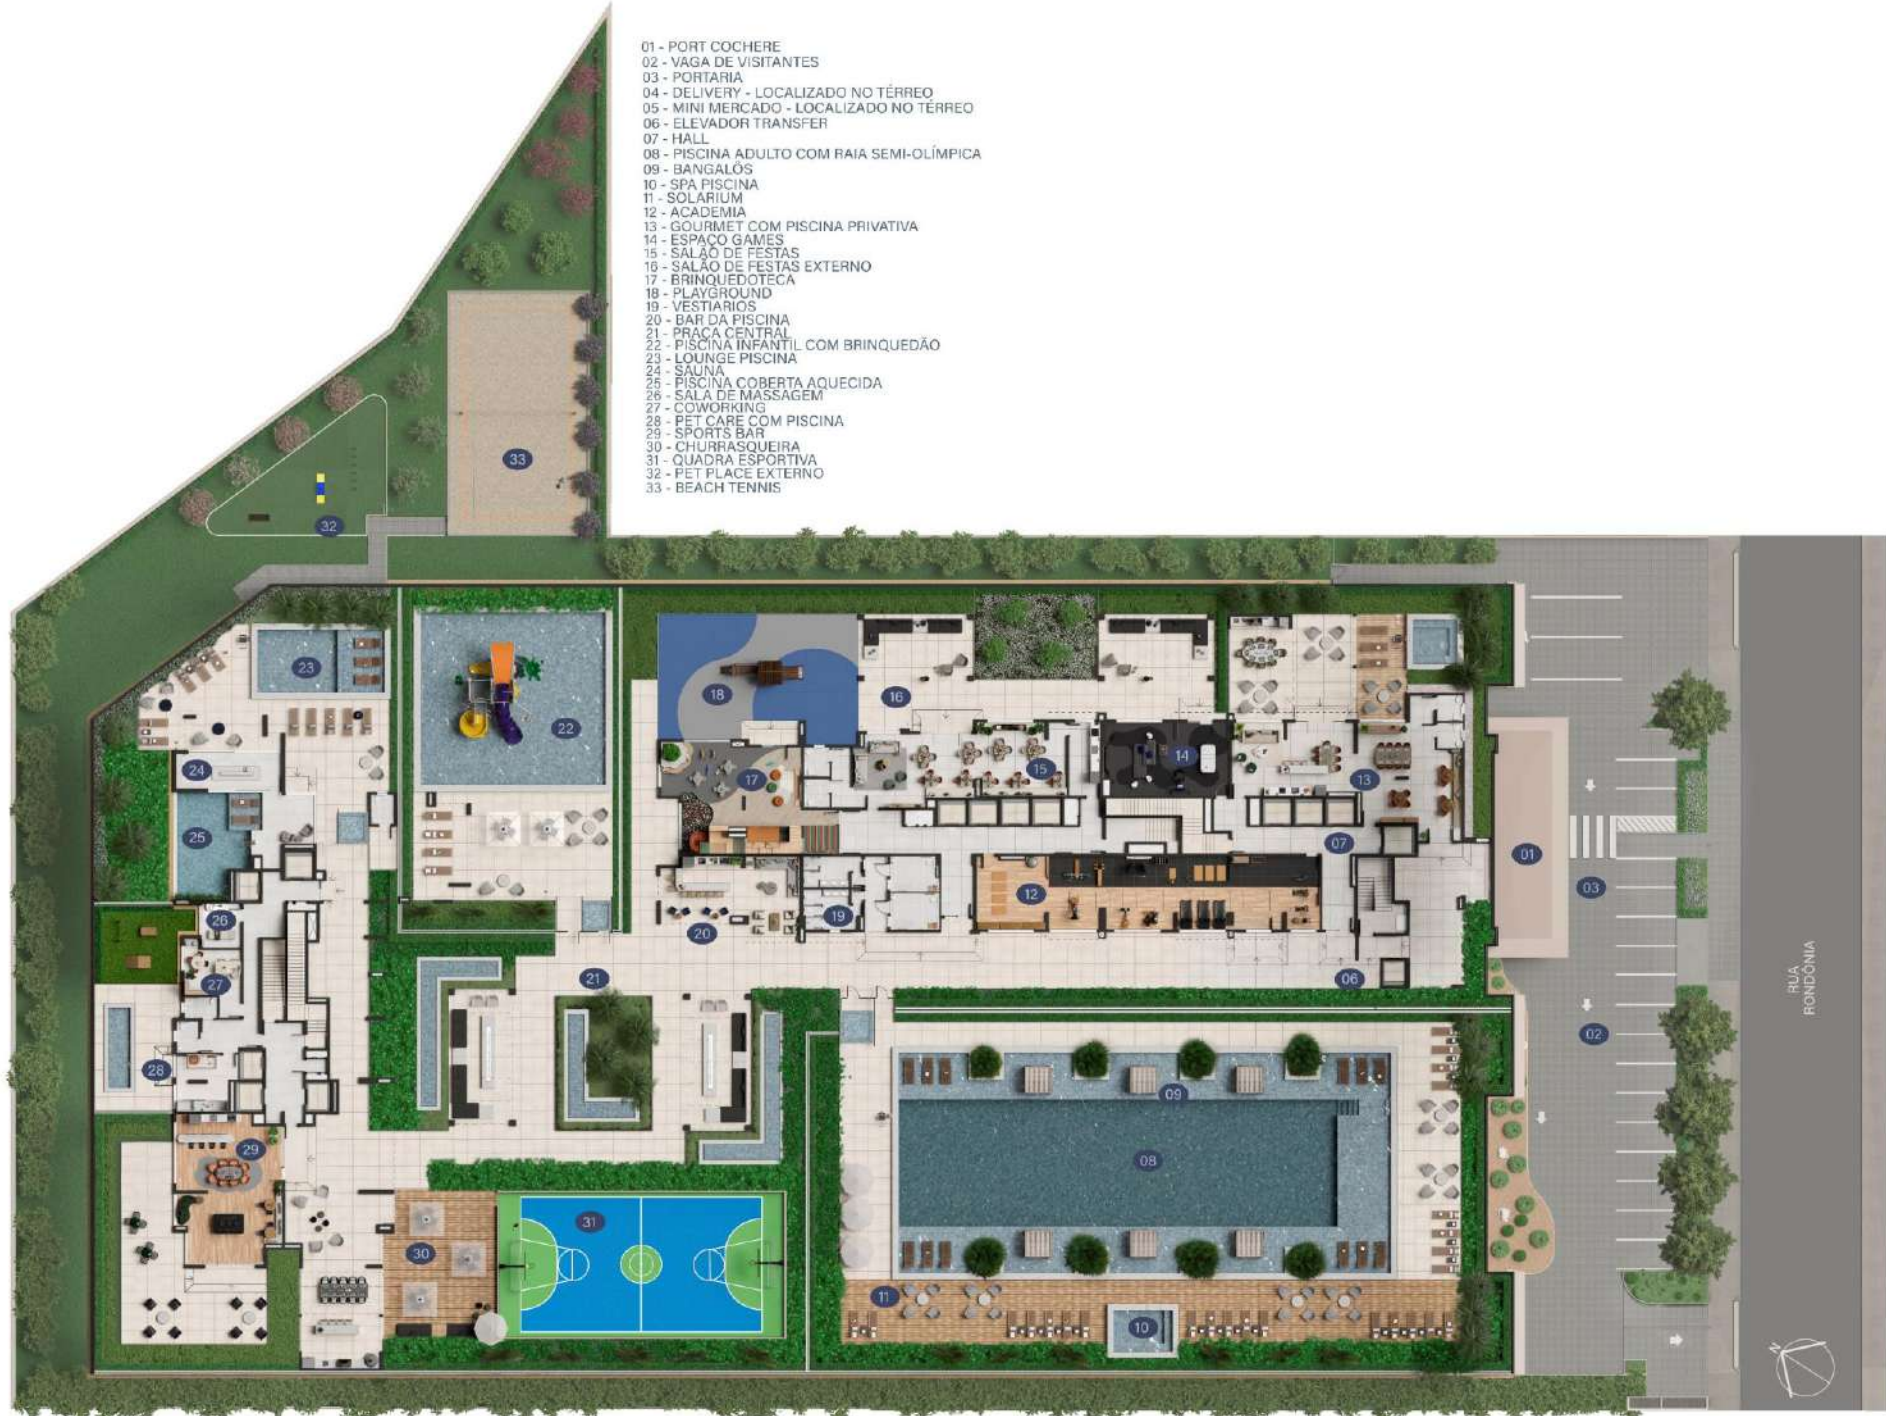 01 - PORT COCHERE
02 - VAGA DE VISITANTES
03 - PORTARIA
04 - DELIVERY - LOCALIZADO NO TÉRREO
05 - MINI MERCADO - LOCALIZADO NO TÉRREO
06 - ELEVADOR TRANSFER
07 - HALL
08 - PISCINA ADULTO COM RAIA SEMI-OLÍMPICA
09 - BANGALÔS
10 - SPA PISCINA
11 - SOLARIUM
12 - ACADEMIA
13 - GOURMET COM PISCINA PRIVATIVA
14 - ESPAÇO GAMES
15 - SALÃO DE FESTAS
16 - SALÃO DE FESTAS EXTERNO
17 - BRINQUEDOTECA
18 - PLAYGROUND
19 - VESTIARIOS
20 - BAR DA PISCINA
21 - PRAÇA CENTRAL
22 - PISCINA INFANTIL COM BRINQUEDÃO
23 - LOUNGE PISCINA
24 - SAUNA
25 - PISCINA COBERTA AQUECIDA
26 - SALA DE MASSAGEM
27 - COWORKING
28 - PET CARE COM PISCINA
29 - SPORTS BAR
30 - CHURRASQUEIRA
31 - QUADRA ESPORTIVA
32 - PET PLACE EXTERNO
33 - BEACH TENNIS
33
32
23
22
18
16
24
17
15
14
13
25
07
01
12
03
26
19
20
27
21
06
02
28
09
29
08
31
30
11
10
RUA
RONDÔNIA
N